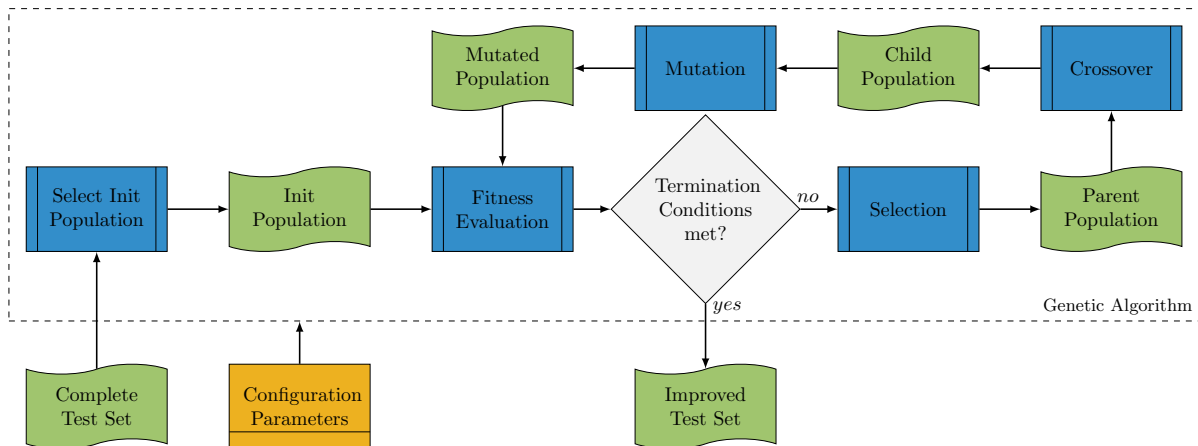 Mutated
Population
Mutation
Child
Population
Crossover
Select Init
Population
Init
Population
Fitness
Evaluation
Termination
Conditions
met?
no
Selection
Parent
Population
yes
Genetic Algorithm
Complete
Test Set
Configuration
Parameters
Improved
Test Set